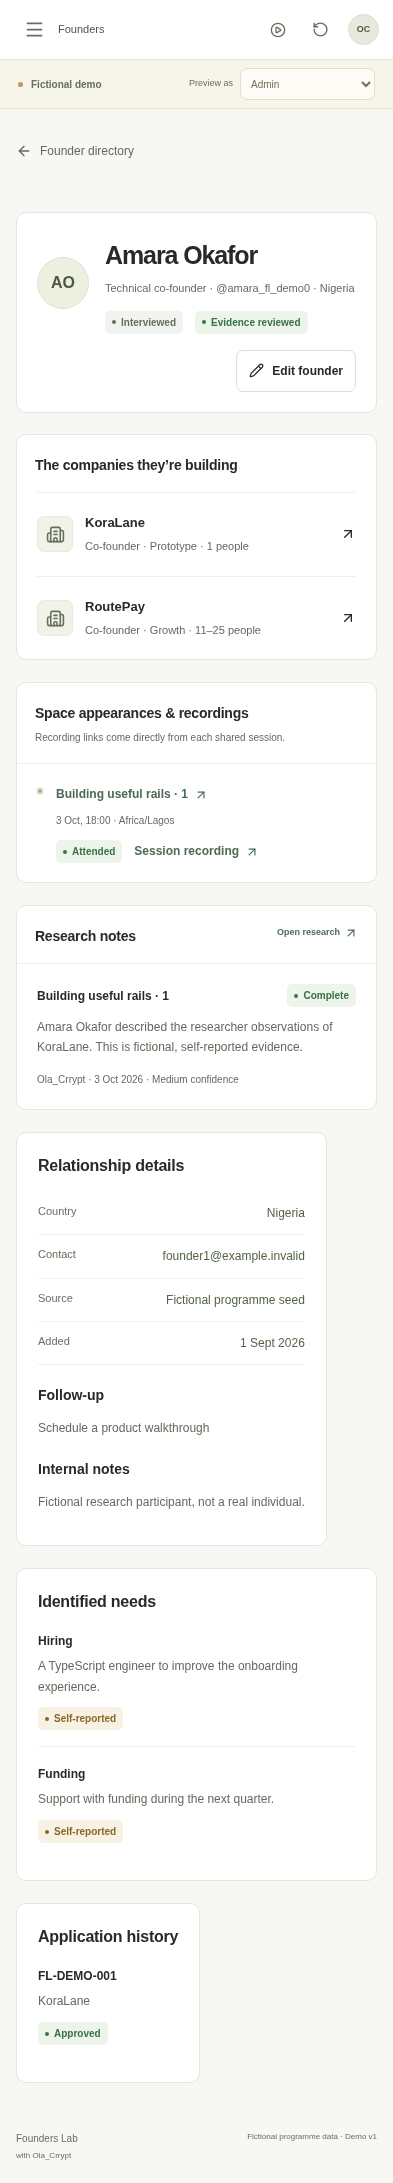 Founders
OC
Fictional demo
Preview as
Admin
Founder directory
AO
Amara Okafor
Technical co-founder · @amara_fl_demo0 · Nigeria
Interviewed
Evidence reviewed
Edit founder
The companies they’re building
KoraLane
Co-founder · Prototype · 1 people
RoutePay
Co-founder · Growth · 11–25 people
Space appearances & recordings
Recording links come directly from each shared session.
Building useful rails · 1
3 Oct, 18:00 · Africa/Lagos
Attended
Session recording
Research notes
Open research
Building useful rails · 1
Complete
Amara Okafor described the researcher observations of
KoraLane. This is fictional, self-reported evidence.
Ola_Crrypt · 3 Oct 2026 · Medium confidence
Relationship details
Country
Nigeria
Contact
founder1@example.invalid
Source
Fictional programme seed
Added
1 Sept 2026
Follow-up
Schedule a product walkthrough
Internal notes
Fictional research participant, not a real individual.
Identified needs
Hiring
A TypeScript engineer to improve the onboarding
experience.
Self-reported
Funding
Support with funding during the next quarter.
Self-reported
Application history
FL-DEMO-001
KoraLane
Approved
Founders Lab
with Ola_Crrypt
Fictional programme data · Demo v1